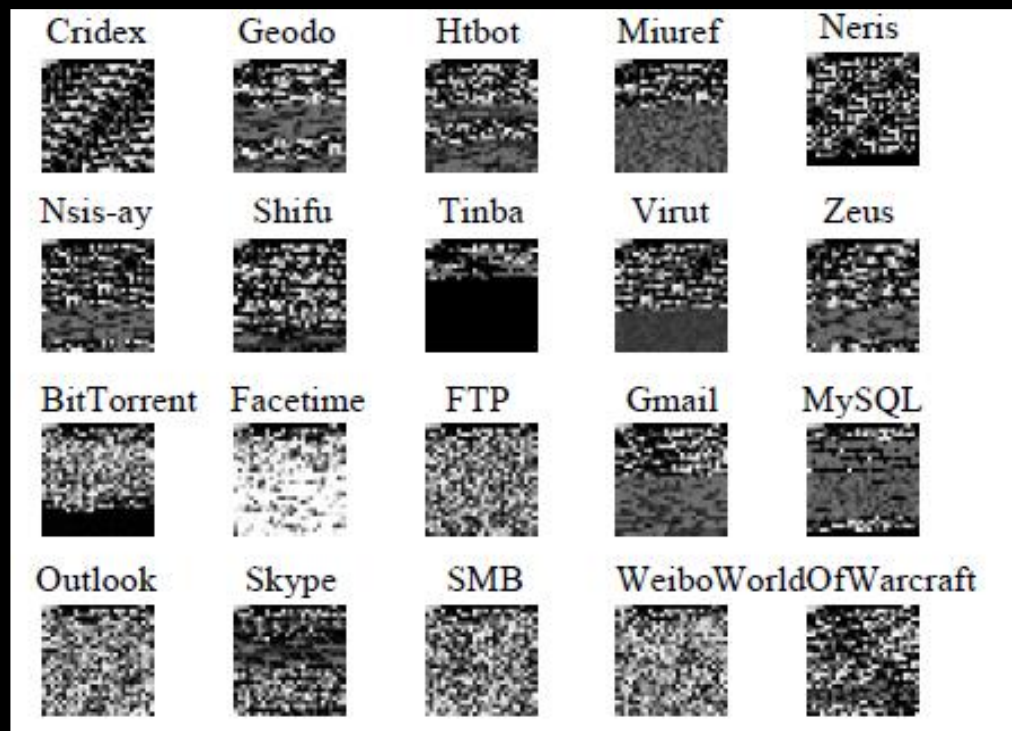 Cridex Geodo Htbot Miuref Neris
Nsis-ay Shifu Tinba Virut Zeus
BitTorrent Facetime FTP Gmail MySQL
Outlook Skype SMB WeiboWorldOfWarcraft